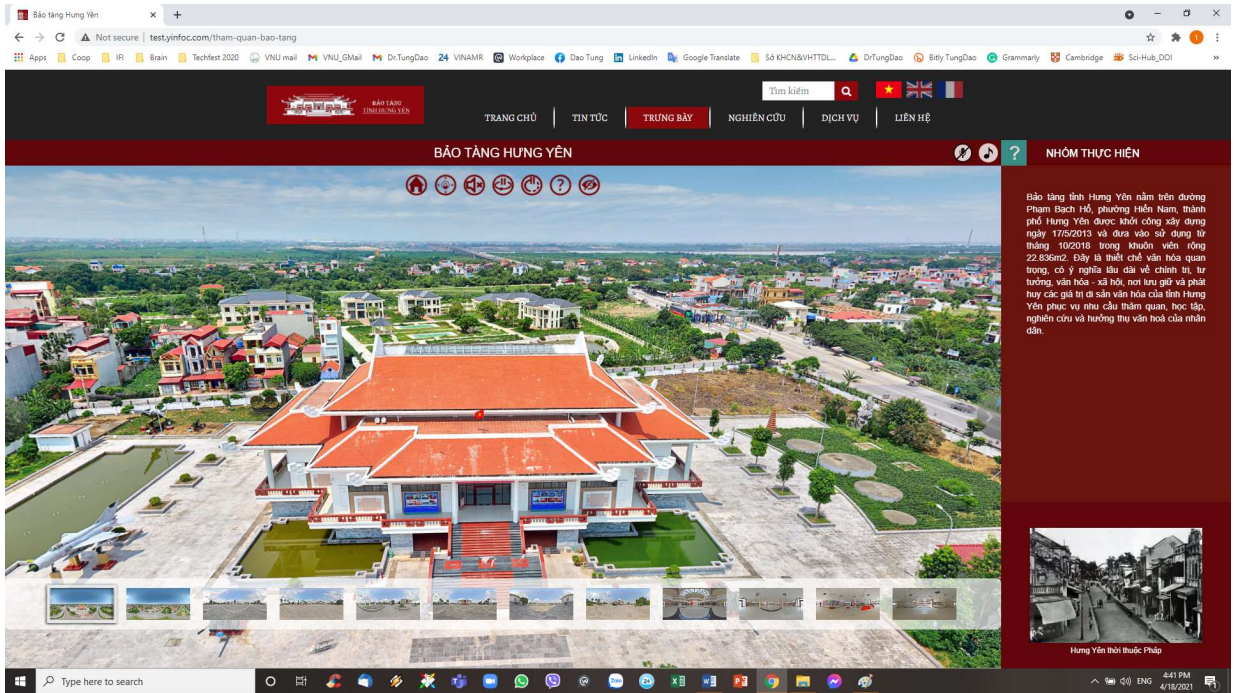 Bảo tàng Hưng Yên
Not secure | test.yinfoc.com/tham-quan-bao-tang
Apps Coop IFI Brain Techfest 2020 VNU mail VNU_GMail Dr.TungDao VINAMR Workplace Dao Tung LinkedIn Google Translate Sở KHCN&VHTTDL... DrTungDao Bitly TungDao Grammarly Cambridge Sci-Hub_DOI
BẢO TÀNG
TỈNH HƯNG YÊN
Tìm kiếm
TRANG CHỦ TIN TỨC TRƯNG BÀY NGHIÊN CỨU DỊCH VỤ LIÊN HỆ
BẢO TÀNG HƯNG YÊN
? NHÓM THỰC HIỆN
Bảo tàng tỉnh Hưng Yên nằm trên đường
Phạm Bạch Hổ, phường Hiến Nam, thành
phố Hưng Yên được khởi công xây dựng
ngày 17/5/2013 và đưa vào sử dụng từ
tháng 10/2018 trong khuôn viên rộng
22.836m2. Đây là thiết chế văn hóa quan
trọng, có ý nghĩa lâu dài về chính trị, tư
tưởng, văn hóa - xã hội, nơi lưu giữ và phát
huy các giá trị di sản văn hóa của tỉnh Hưng
Yên phục vụ nhu cầu thăm quan, học tập,
nghiên cứu và hưởng thụ văn hoá của nhân
dân.
Hưng Yên thời thuộc Pháp
Type here to search
ENG
4:41 PM
4/18/2021